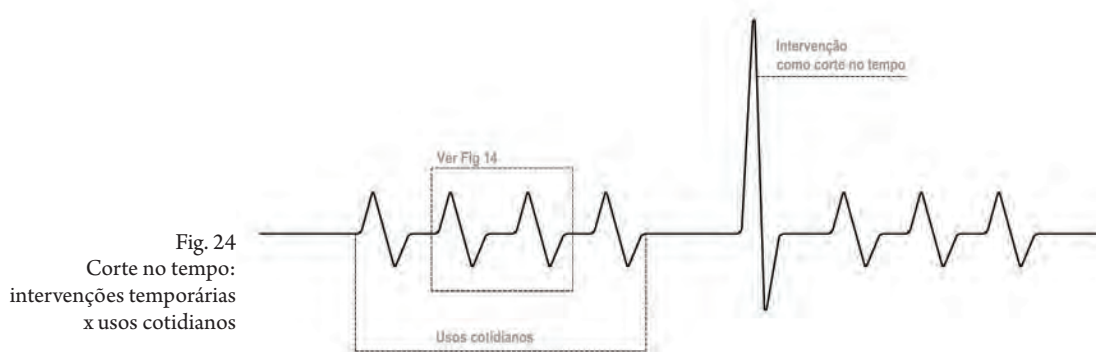 Intervenção
como corte no tempo
Ver Fig 14
Usos cotidianos
Fig. 24
Corte no tempo:
intervenções temporárias
x usos cotidianos